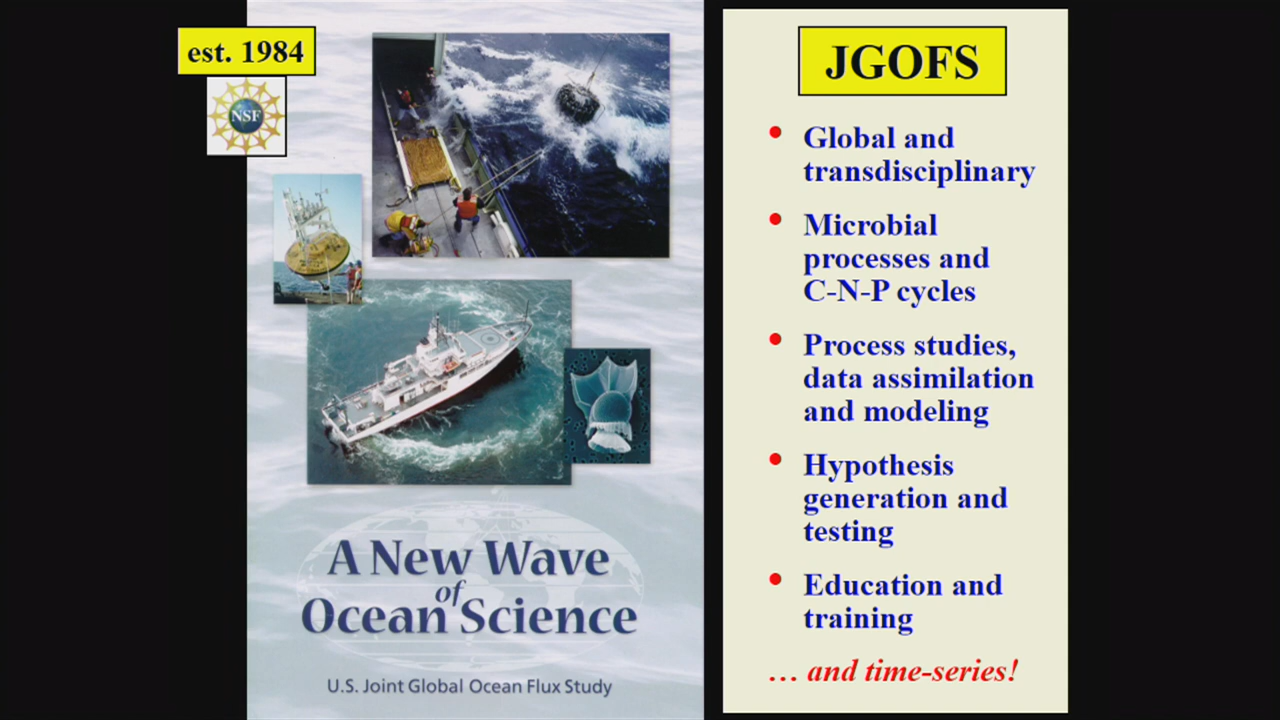 est. 1984
NSF
A New Wave
of
Ocean Science
U.S. Joint Global Ocean Flux Study
JGOFS
• Global and
transdisciplinary
• Microbial
processes and
C-N-P cycles
• Process studies,
data assimilation
and modeling
• Hypothesis
generation and
testing
• Education and
training
… and time-series!